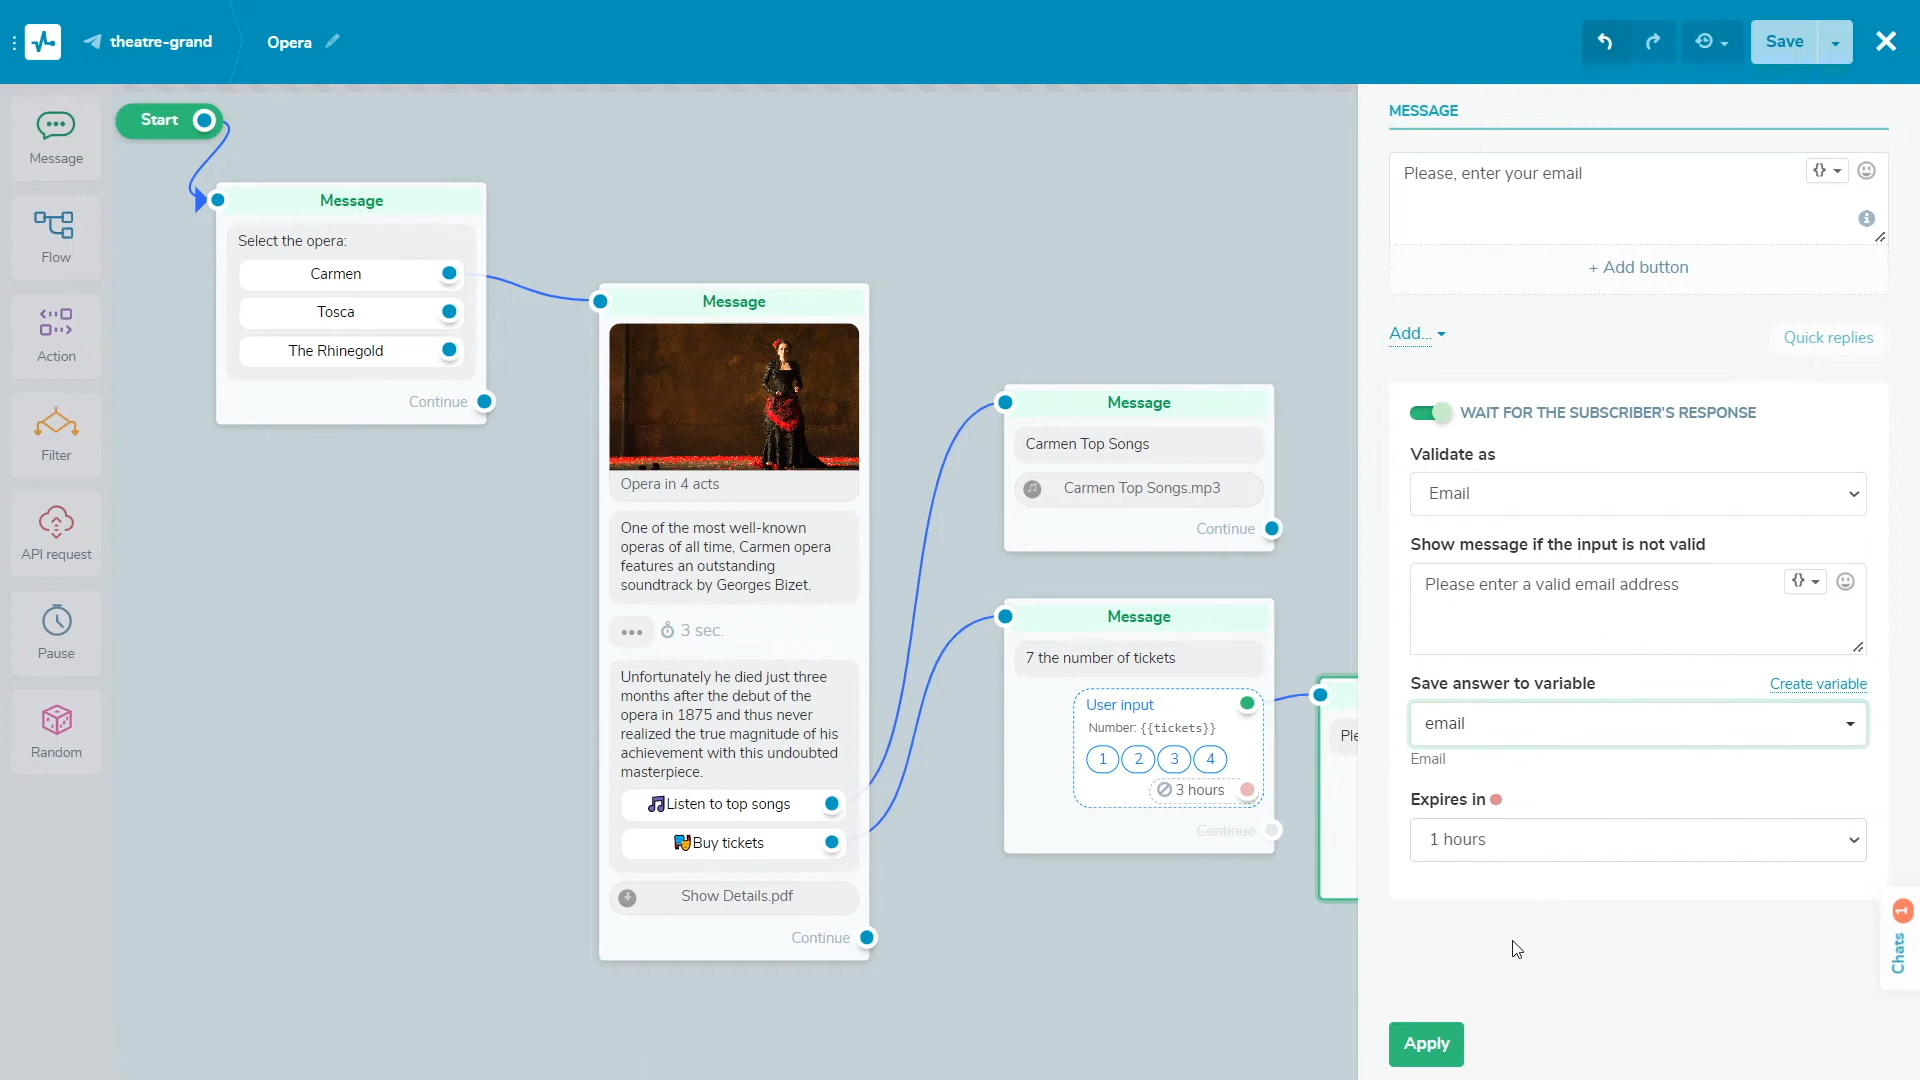 theatre-grand
Opera
Save
Message
Flow
Action
Filter
API request
Pause
Random
Start
Message
Select the opera:
Carmen
Tosca
The Rhinegold
Continue
Message
Opera in 4 acts
One of the most well-known
operas of all time, Carmen opera
features an outstanding
soundtrack by Georges Bizet.
3 sec.
Unfortunately he died just three
months after the debut of the
opera in 1875 and thus never
realized the true magnitude of his
achievement with this undoubted
masterpiece.
Listen to top songs
Buy tickets
Show Details.pdf
Continue
Message
Carmen Top Songs
Carmen Top Songs.mp3
Continue
Message
7 the number of tickets
User input
Number: {{tickets}}
1 2 3 4
3 hours
Continue
Ple
MESSAGE
Please, enter your email
{}
+ Add button
Add...
Quick replies
WAIT FOR THE SUBSCRIBER'S RESPONSE
Validate as
Email
Show message if the input is not valid
Please enter a valid email address
{}
Save answer to variable
Create variable
email
Email
Expires in
1 hours
Chats 1
Apply